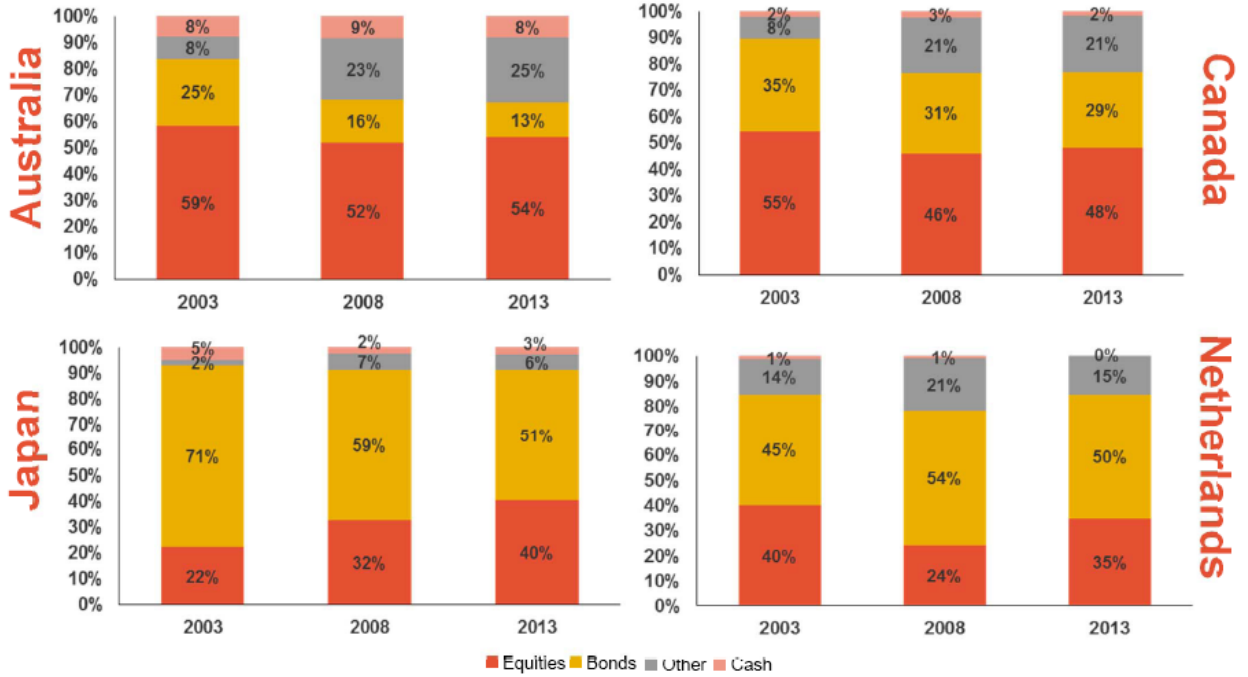 Australia
100%
90%
80%
70%
60%
50%
40%
30%
20%
10%
0%
8% 9% 8%
8% 23% 25%
25% 16% 13%
59% 52% 54%
2003 2008 2013
Canada
100%
90%
80%
70%
60%
50%
40%
30%
20%
10%
0%
2% 3% 2%
8% 21% 21%
35% 31% 29%
55% 46% 48%
2003 2008 2013
Japan
100%
90%
80%
70%
60%
50%
40%
30%
20%
10%
0%
5% 2% 3%
2% 7% 6%
71% 59% 51%
22% 32% 40%
2003 2008 2013
Netherlands
100%
90%
80%
70%
60%
50%
40%
30%
20%
10%
0%
1% 1% 0%
14% 21% 15%
45% 54% 50%
40% 24% 35%
2003 2008 2013
Equities Bonds Other Cash